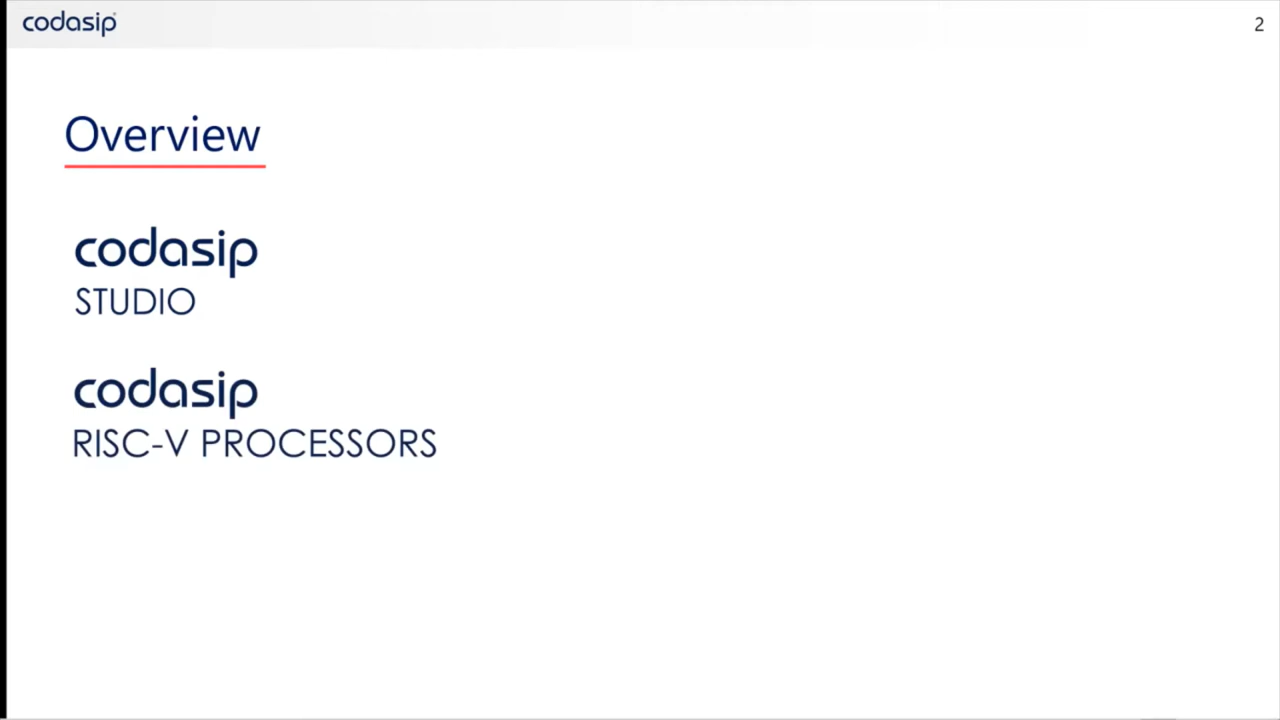 codasip
2
Overview
codasip
STUDIO
codasip
RISC-V PROCESSORS